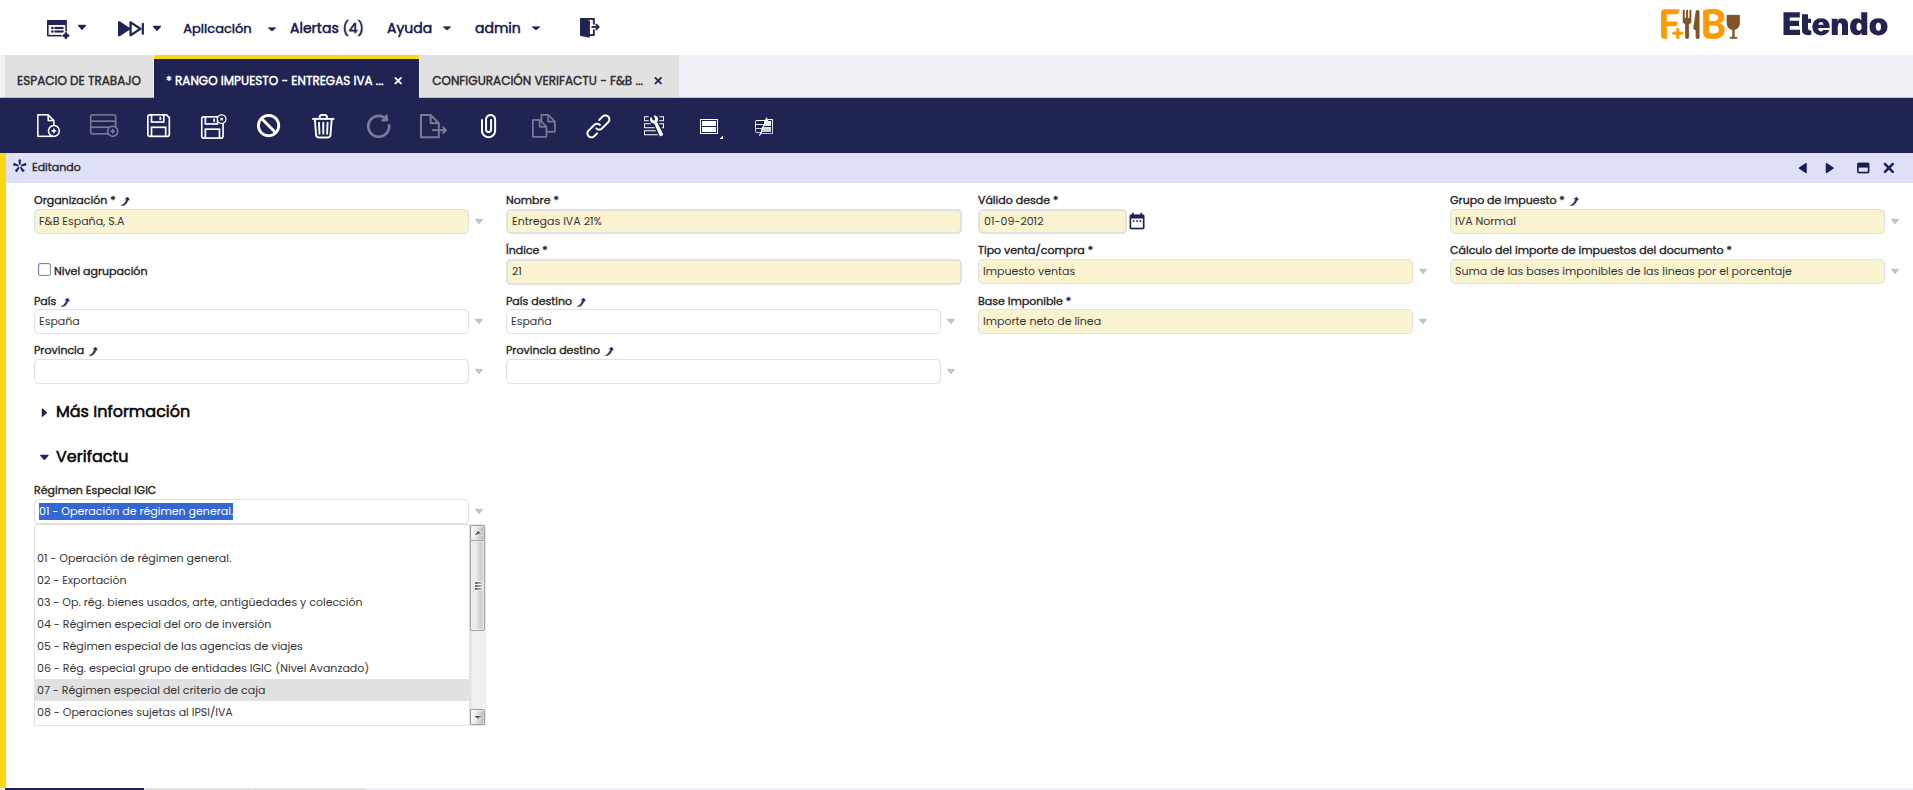 Aplicación
Alertas (4)
Ayuda
admin
F+B
Etendo
ESPACIO DE TRABAJO
* RANGO IMPUESTO - ENTREGAS IVA ...
CONFIGURACIÓN VERIFACTU - F&B ...
Editando
Organización *
Nombre *
Válido desde *
Grupo de impuesto *
F&B España, S.A
Entregas IVA 21%
01-09-2012
IVA Normal
Índice *
Tipo venta/compra *
Cálculo del importe de impuestos del documento *
Nivel agrupación
21
Impuesto ventas
Suma de las bases imponibles de las lineas por el porcentaje
País
País destino
Base Imponible *
España
España
Importe neto de línea
Provincia
Provincia destino
Más Información
Verifactu
Régimen Especial IGIC
01 - Operación de régimen general.
01 - Operación de régimen general.
02 - Exportación
03 - Op. rég. bienes usados, arte, antigüedades y colección
04 - Régimen especial del oro de inversión
05 - Régimen especial de las agencias de viajes
06 - Rég. especial grupo de entidades IGIC (Nivel Avanzado)
07 - Régimen especial del criterio de caja
08 - Operaciones sujetas al IPSI/IVA